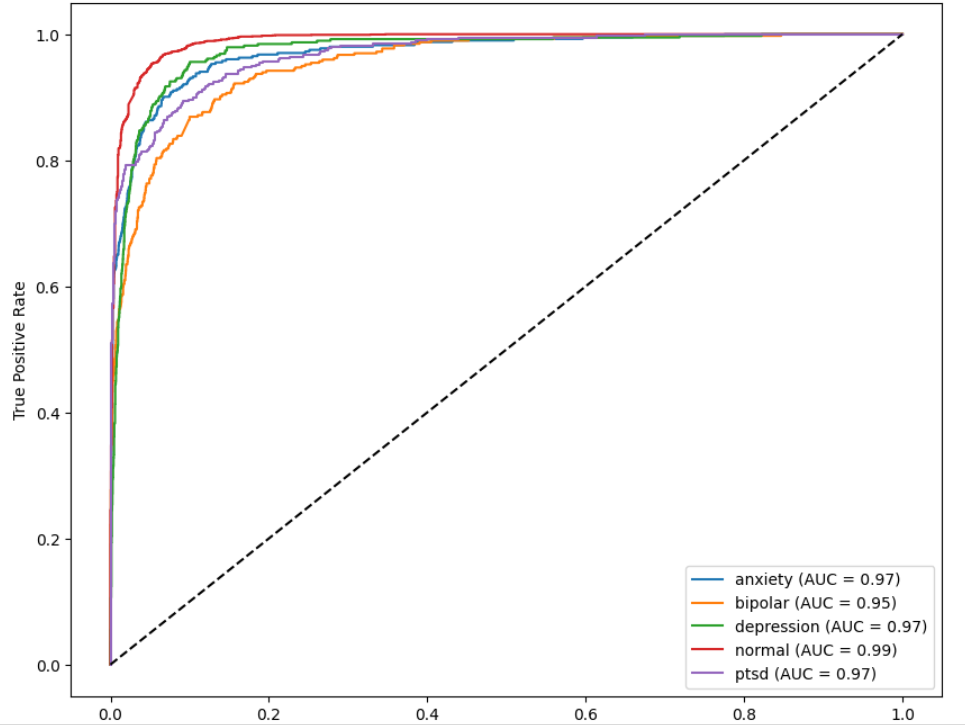 1.0
0.8
0.6
0.4
0.2
0.0
True Positive Rate
anxiety (AUC = 0.97)
bipolar (AUC = 0.95)
depression (AUC = 0.97)
normal (AUC = 0.99)
ptsd (AUC = 0.97)
0.0 0.2 0.4 0.6 0.8 1.0